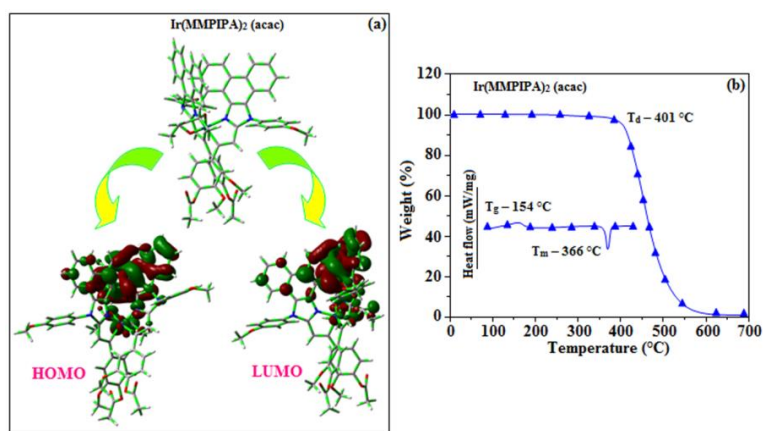 Ir(MMPIPA)2 (acac)
(a)
HOMO
LUMO
120
100
80
60
40
20
0
Weight (%)
Ir(MMPIPA)2 (acac)
(b)
Td – 401 °C
Heat flow (mW/mg)
Tg – 154 °C
Tm – 366 °C
0 100 200 300 400 500 600 700
Temperature (°C)